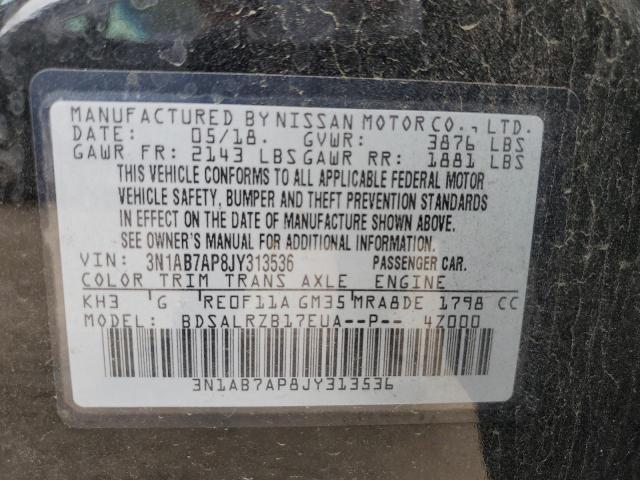 MANUFACTURED BY NISSAN MOTOR CO., LTD.
DATE: 05/18. GVWR: 3876 LBS
GAWR FR: 2143 LBS GAWR RR: 1881 LBS
THIS VEHICLE CONFORMS TO ALL APPLICABLE FEDERAL MOTOR
VEHICLE SAFETY, BUMPER AND THEFT PREVENTION STANDARDS
IN EFFECT ON THE DATE OF MANUFACTURE SHOWN ABOVE.
SEE OWNER'S MANUAL FOR ADDITIONAL INFORMATION.
VIN: 3N1AB7AP8JY313536 PASSENGER CAR.
COLOR TRIM TRANS AXLE ENGINE
KH3 G RE0F11A GM35 MRA8DE 1798 CC
MODEL: BDSALRZB17EUA--P-- 4Z000
3N1AB7AP8JY313536